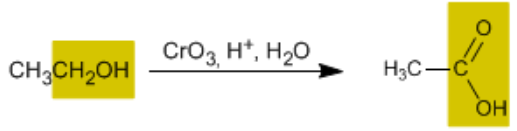 CH₃CH₂OH
CrO₃, H⁺, H₂O
O
H₃C C
OH